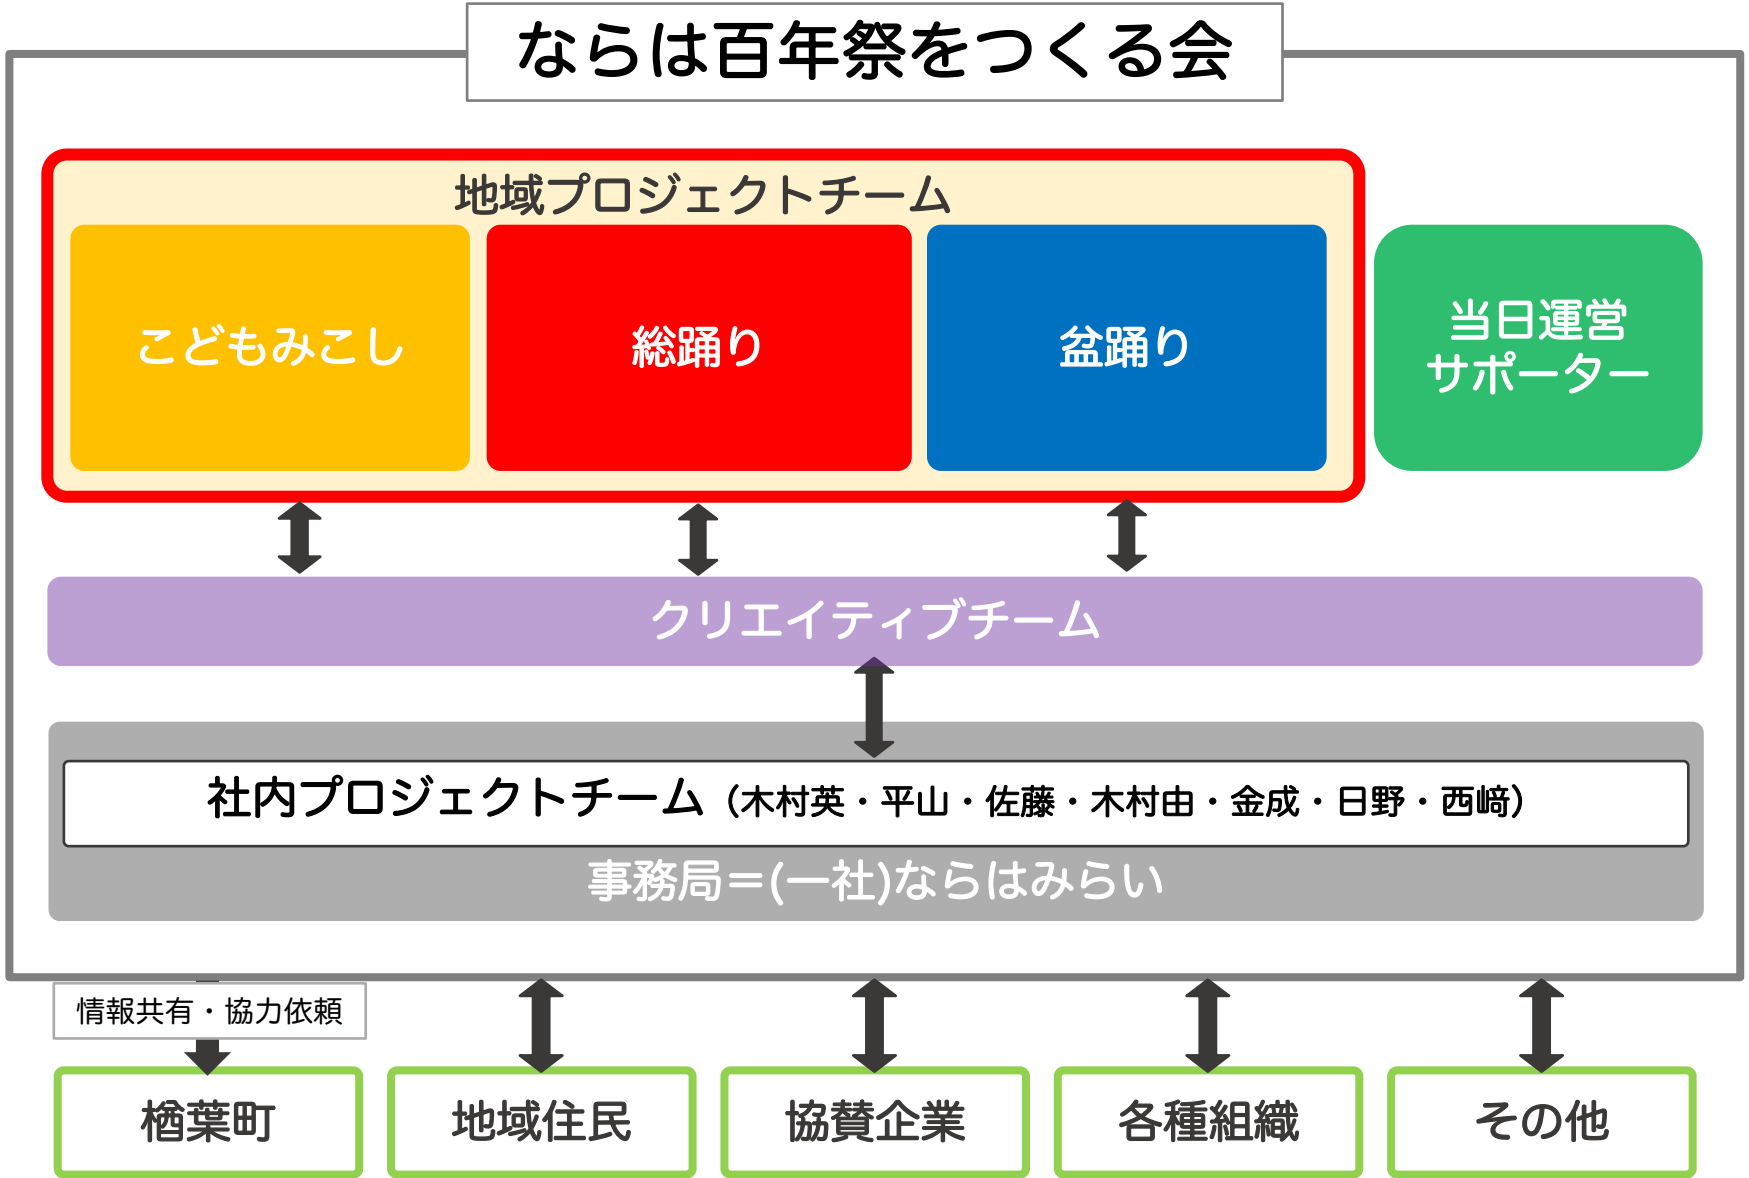 ならは百年祭をつくる会
地域プロジェクトチーム
こどもみこし
総踊り
盆踊り
当日運営
サポーター
クリエイティブチーム
社内プロジェクトチーム（木村英・平山・佐藤・木村由・金成・日野・西﨑）
事務局＝(一社)ならはみらい
情報共有・協力依頼
楢葉町
地域住民
協賛企業
各種組織
その他